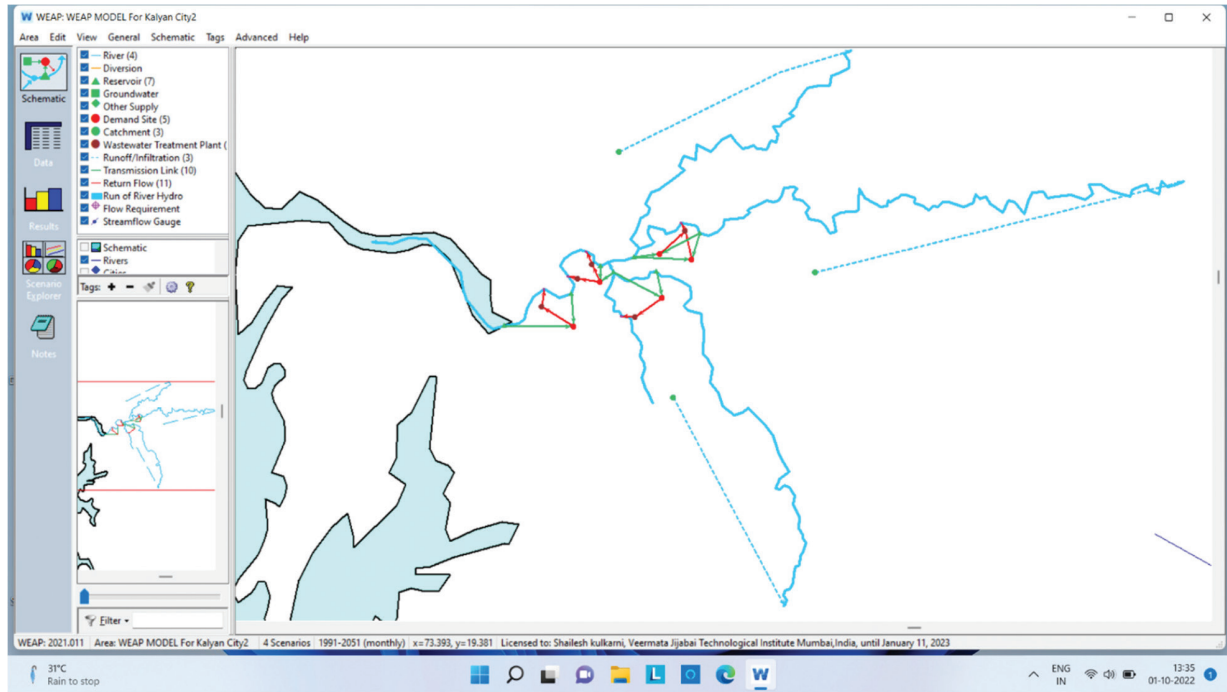 WEAP: WEAP MODEL For Kalyan City2
Area Edit View General Schematic Tags Advanced Help
Schematic
Data
Results
Scenario
Explorer
Notes
River (4)
Diversion
Reservoir (7)
Groundwater
Other Supply
Demand Site (5)
Catchment (3)
Wastewater Treatment Plant (
Runoff/Infiltration (3)
Transmission Link (10)
Return Flow (11)
Run of River Hydro
Flow Requirement
Streamflow Gauge
Schematic
Rivers
Cities
Tags:
Filter
WEAP: 2021.011 Area: WEAP MODEL For Kalyan City2 4 Scenarios 1991-2051 (monthly) x=73.393, y=19.381 Licensed to: Shailesh kulkarni, Veermata Jijabai Technological Institute Mumbai,India, until January 11, 2023
31°C
Rain to stop
L
W
ENG
IN
13:35
01-10-2022
1